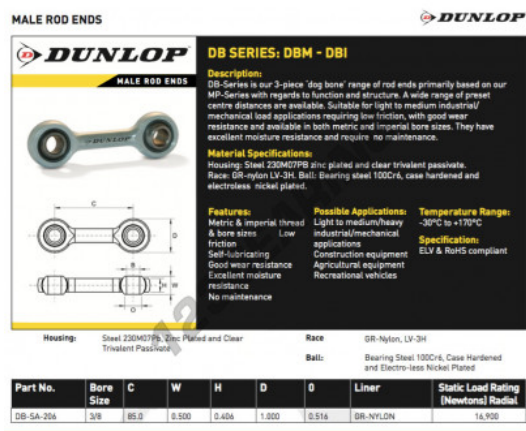 MALE ROD ENDS
DUNLOP
DUNLOP
MALE ROD ENDS
DB SERIES: DBM - DBI
Description:
DB-Series is our 3-piece 'dog bone' range of rod ends primarily based on our
MP-Series with regards to function and structure. A wide range of preset
centre distances are available. Suitable for light to medium industrial/
mechanical load applications requiring low friction, with good wear
resistance and available in both metric and imperial bore sizes. They have
excellent moisture resistance and require no maintenance.
Material Specifications:
Housing: Steel 230M07PB zinc plated and clear trivalent passivate.
Race: GR-nylon LV-3H. Ball: Bearing steel 100Cr6, case hardened and
electroless nickel plated.
Features:
Metric & imperial thread
& bore sizes Low
friction
Self-lubricating
Good wear resistance
Excellent moisture
resistance
No maintenance
Possible Applications:
Light to medium/heavy
industrial/mechanical
applications
Construction equipment
Agricultural equipment
Recreational vehicles
Temperature Range:
-30°C to +170°C
Specification:
ELV & RoHS compliant
C
D
B
H
W
O
Housing: Steel 230M07Pb, Zinc Plated and Clear
Trivalent Passivate
Race GR-Nylon, LV-3H
Ball: Bearing Steel 100Cr6, Case Hardened
and Electro-less Nickel Plated
Part No. Bore Size C W H D 0 Liner Static Load Rating (Newtons) Radial
DB-SA-206 3/8 85.0 0.500 0.406 1.000 0.516 GR-NYLON 16,900